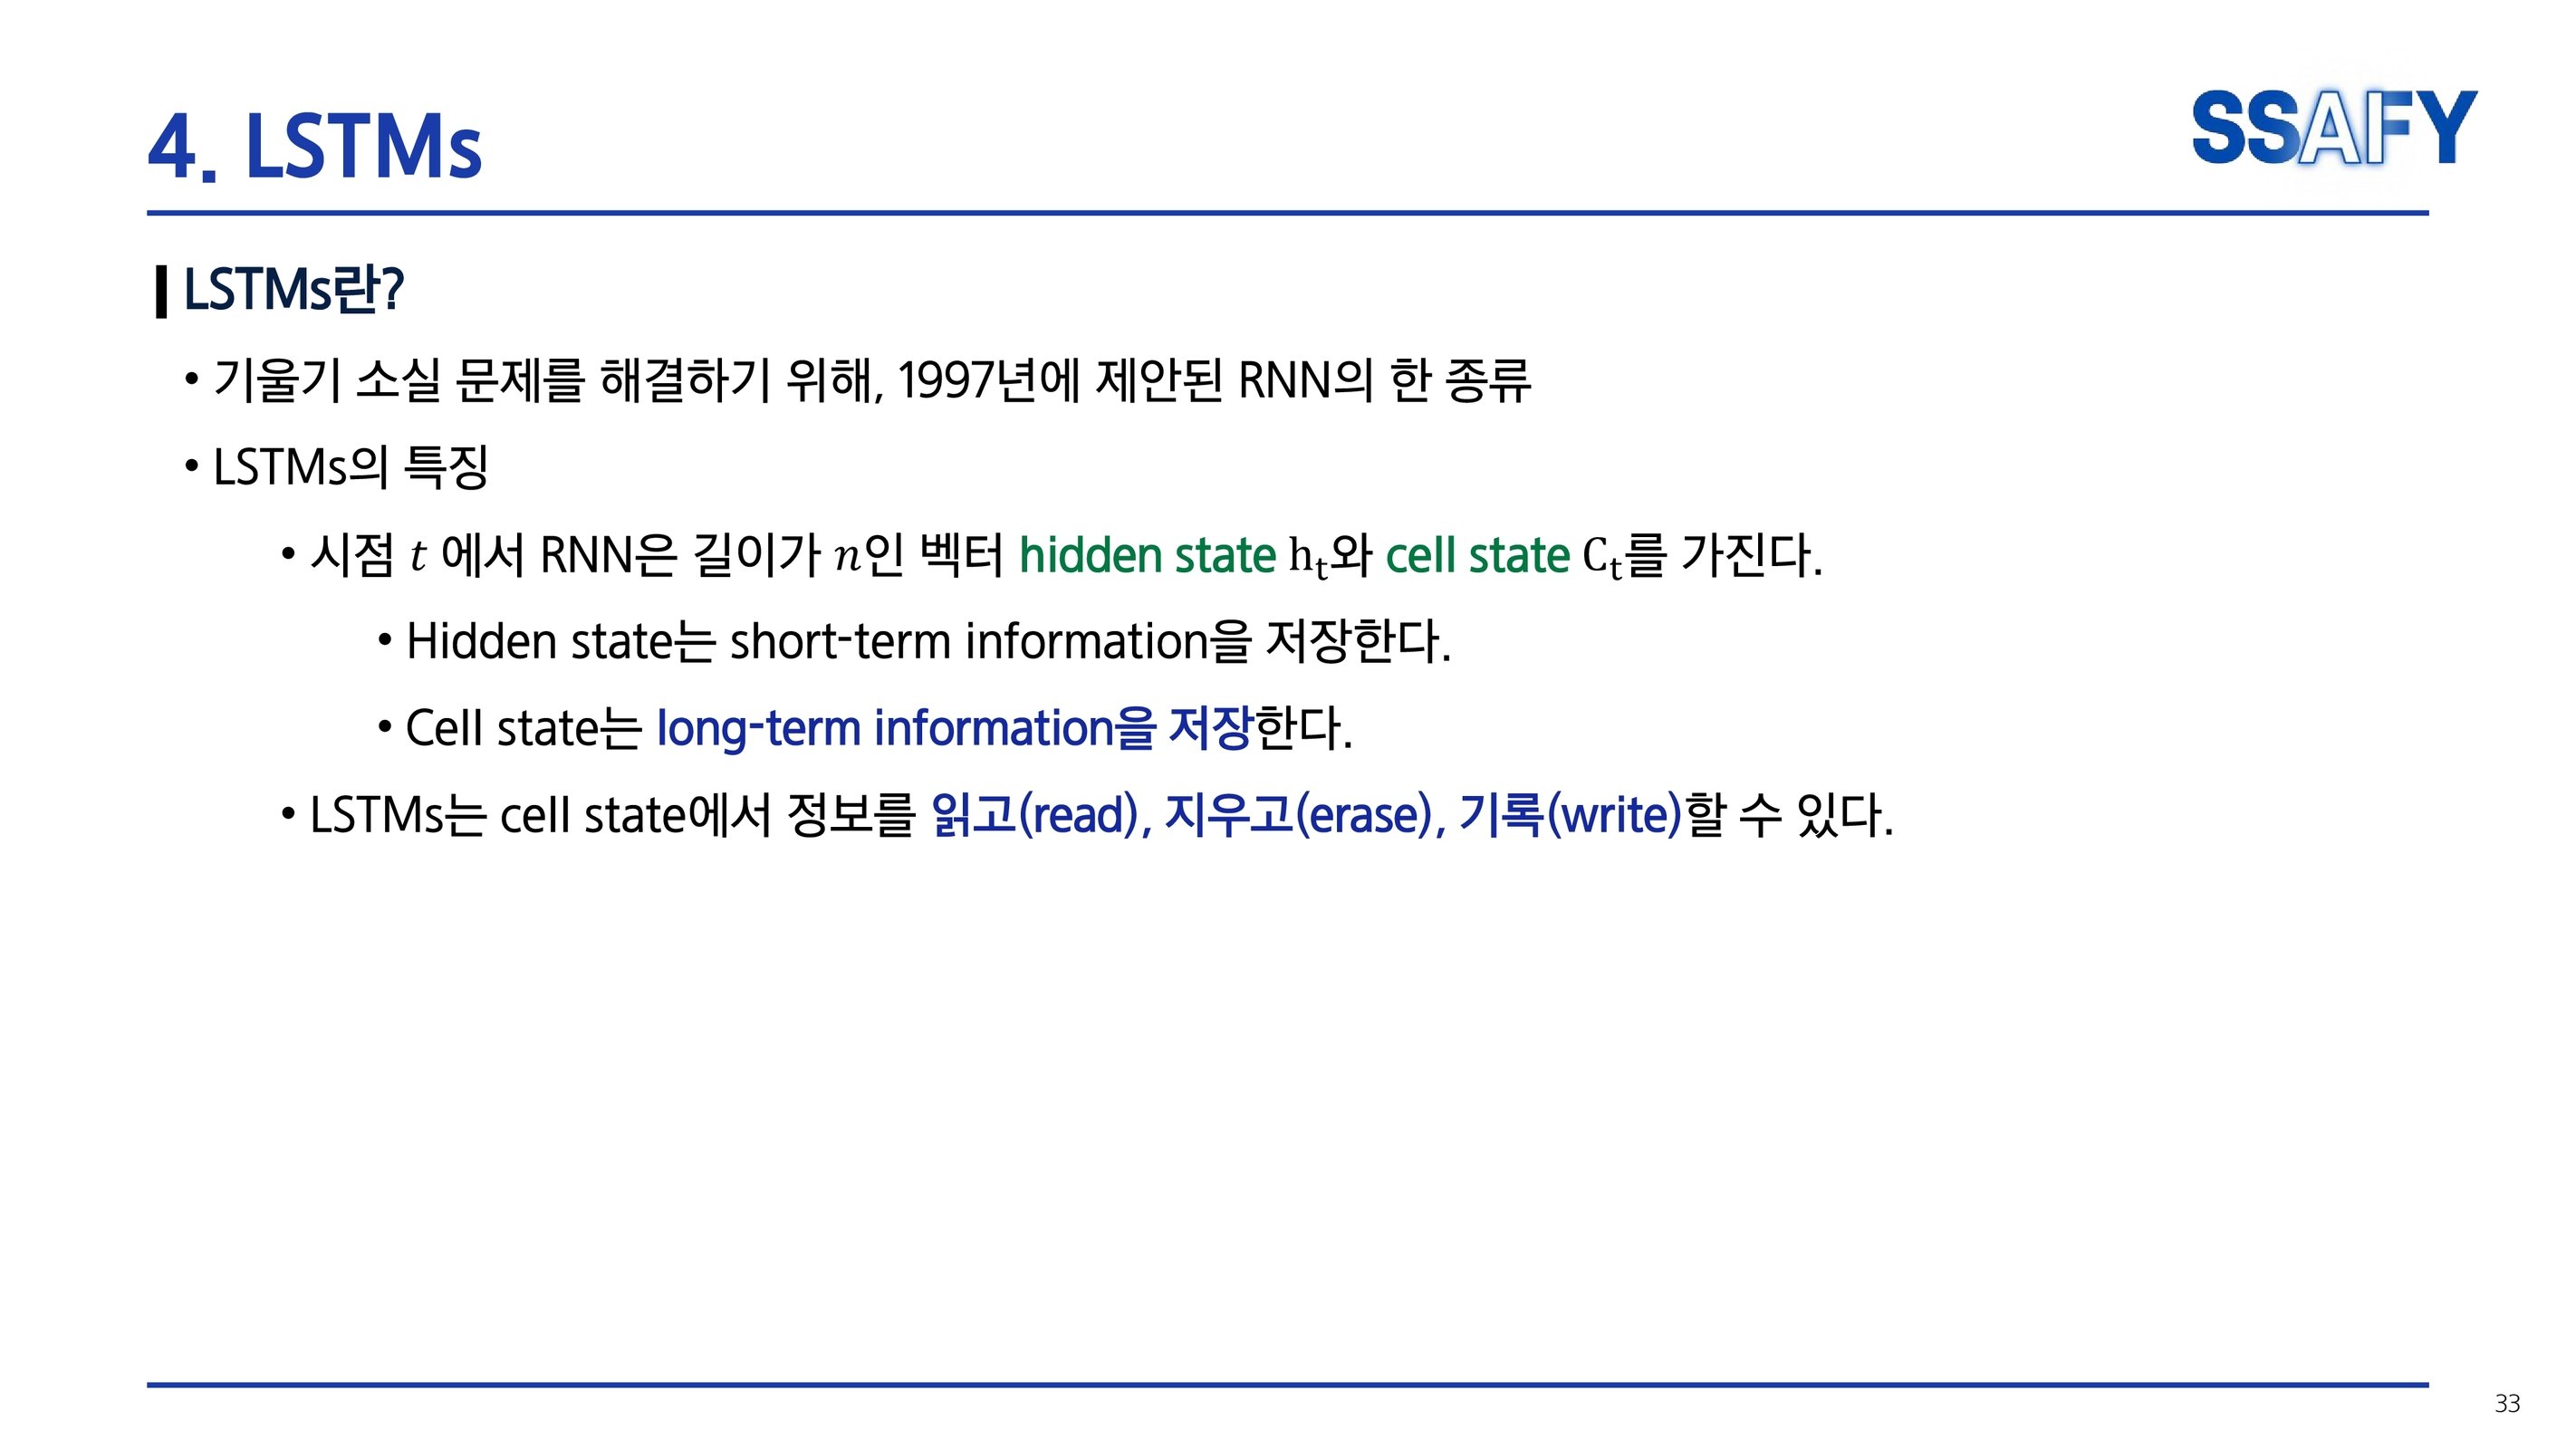 4. LSTMs
SSAFY
LSTMs란?
• 기울기 소실 문제를 해결하기 위해, 1997년에 제안된 RNN의 한 종류
• LSTMs의 특징
• 시점 t 에서 RNN은 길이가 n인 벡터 hidden state hₜ와 cell state Cₜ를 가진다.
• Hidden state는 short-term information을 저장한다.
• Cell state는 long-term information을 저장한다.
• LSTMs는 cell state에서 정보를 읽고(read), 지우고(erase), 기록(write)할 수 있다.
33